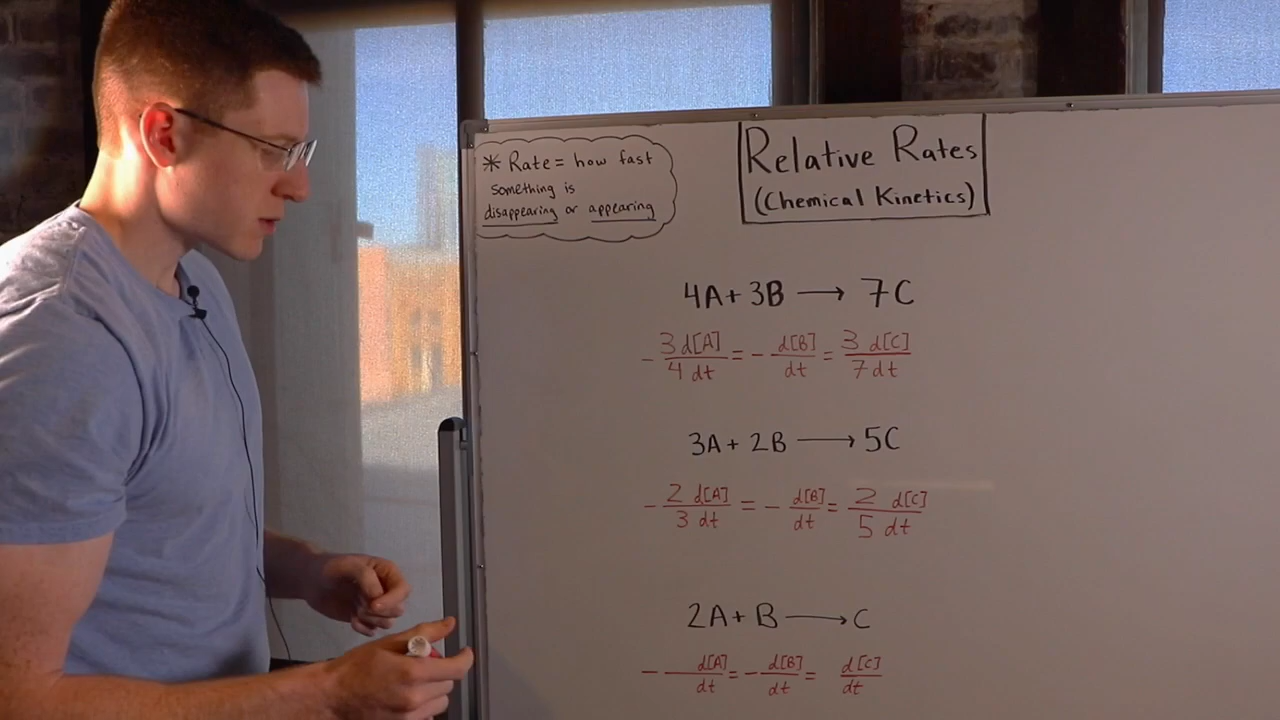 * Rate = how fast
something is
disappearing or appearing
Relative Rates
(Chemical Kinetics)
4A + 3B ⟶ 7C
- 3 d[A] / 4 dt = - d[B] / dt = 3 d[C] / 7 dt
3A + 2B ⟶ 5C
- 2 d[A] / 3 dt = - d[B] / dt = 2 d[C] / 5 dt
2A + B ⟶ C
- d[A] / dt = - d[B] / dt = d[C] / dt